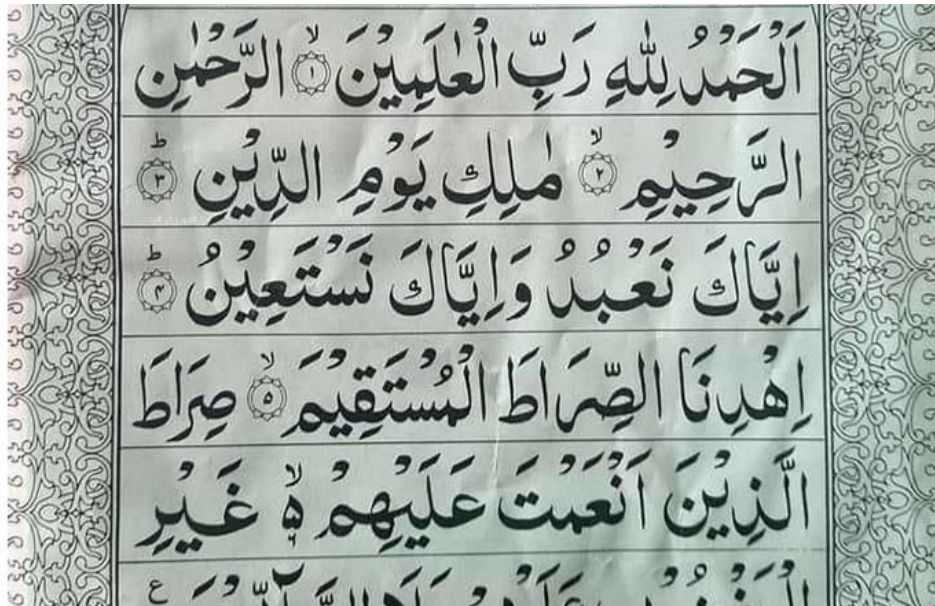 اَلْحَمْدُ لِلّٰهِ رَبِّ الْعٰلَمِيْنَ ۙ﴿۱﴾ الرَّحْمٰنِ
الرَّحِيْمِ ۙ﴿۲﴾ مٰلِكِ يَوْمِ الدِّيْنِ ؕ﴿۳﴾
اِيَّاكَ نَعْبُدُ وَاِيَّاكَ نَسْتَعِيْنُ ؕ﴿۴﴾
اِهْدِنَا الصِّرَاطَ الْمُسْتَقِيْمَ ۙ﴿۵﴾ صِرَاطَ
الَّذِيْنَ اَنْعَمْتَ عَلَيْهِمْ ۙ۬ۙ غَيْرِ